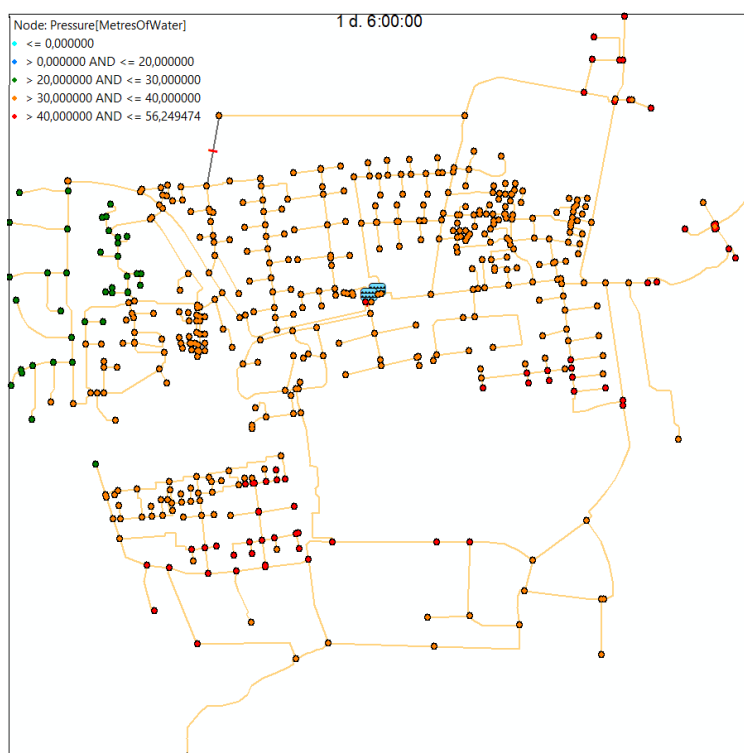 1 d. 6:00:00
Node: Pressure[MetresOfWater]
<= 0,000000
> 0,000000 AND <= 20,000000
> 20,000000 AND <= 30,000000
> 30,000000 AND <= 40,000000
> 40,000000 AND <= 56,249474